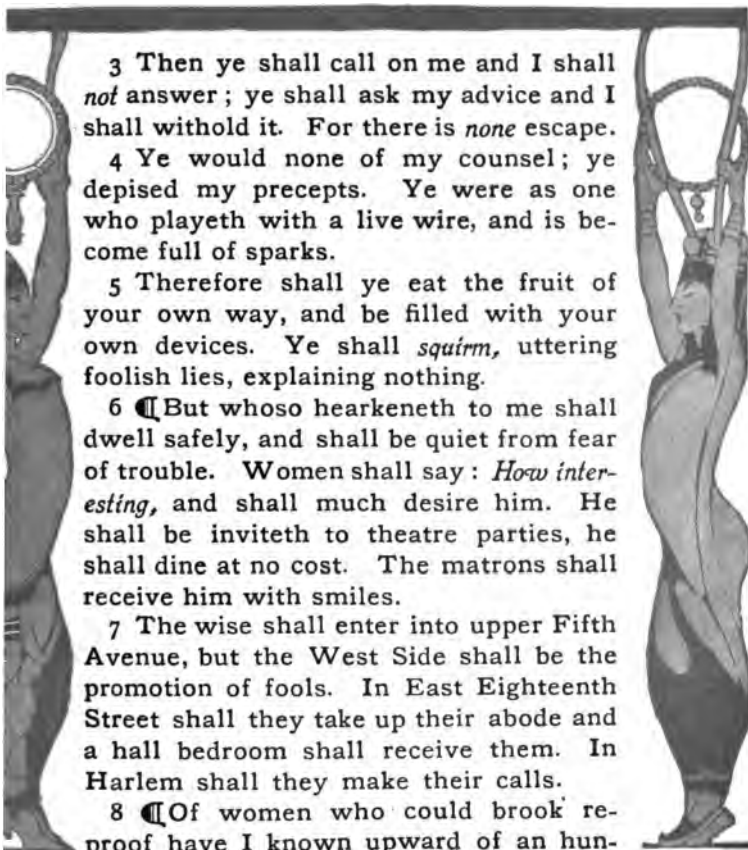 3 Then ye shall call on me and I shall
not answer; ye shall ask my advice and I
shall withold it. For there is none escape.
4 Ye would none of my counsel; ye
depised my precepts. Ye were as one
who playeth with a live wire, and is be-
come full of sparks.
5 Therefore shall ye eat the fruit of
your own way, and be filled with your
own devices. Ye shall squirm, uttering
foolish lies, explaining nothing.
6 ¶But whoso hearkeneth to me shall
dwell safely, and shall be quiet from fear
of trouble. Women shall say: How inter-
esting, and shall much desire him. He
shall be inviteth to theatre parties, he
shall dine at no cost. The matrons shall
receive him with smiles.
7 The wise shall enter into upper Fifth
Avenue, but the West Side shall be the
promotion of fools. In East Eighteenth
Street shall they take up their abode and
a hall bedroom shall receive them. In
Harlem shall they make their calls.
8 ¶Of women who could brook re-
proof have I known upward of an hun-